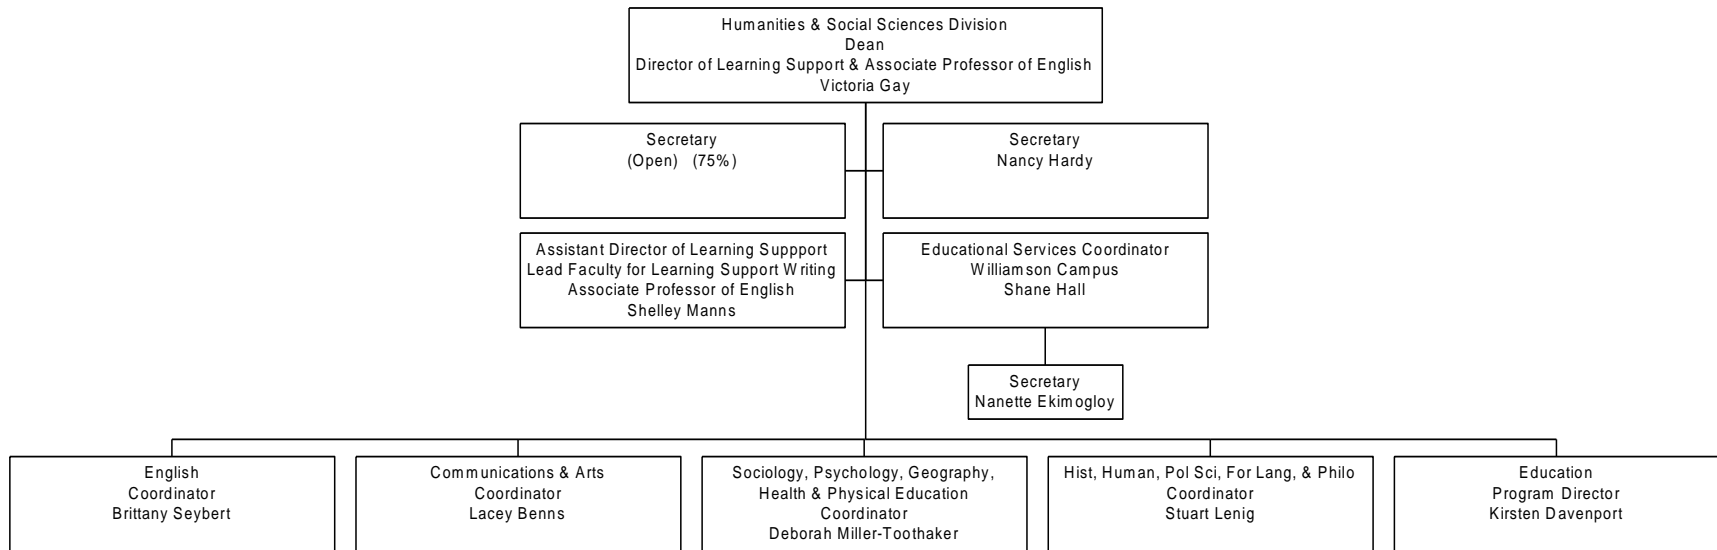 Humanities & Social Sciences Division
Dean
Director of Learning Support & Associate Professor of English
Victoria Gay
Secretary
(Open) (75%)
Secretary
Nancy Hardy
Assistant Director of Learning Suppport
Lead Faculty for Learning Support Writing
Associate Professor of English
Shelley Manns
Educational Services Coordinator
Williamson Campus
Shane Hall
Secretary
Nanette Ekimogloy
English
Coordinator
Brittany Seybert
Communications & Arts
Coordinator
Lacey Benns
Sociology, Psychology, Geography,
Health & Physical Education
Coordinator
Deborah Miller-Toothaker
Hist, Human, Pol Sci, For Lang, & Philo
Coordinator
Stuart Lenig
Education
Program Director
Kirsten Davenport